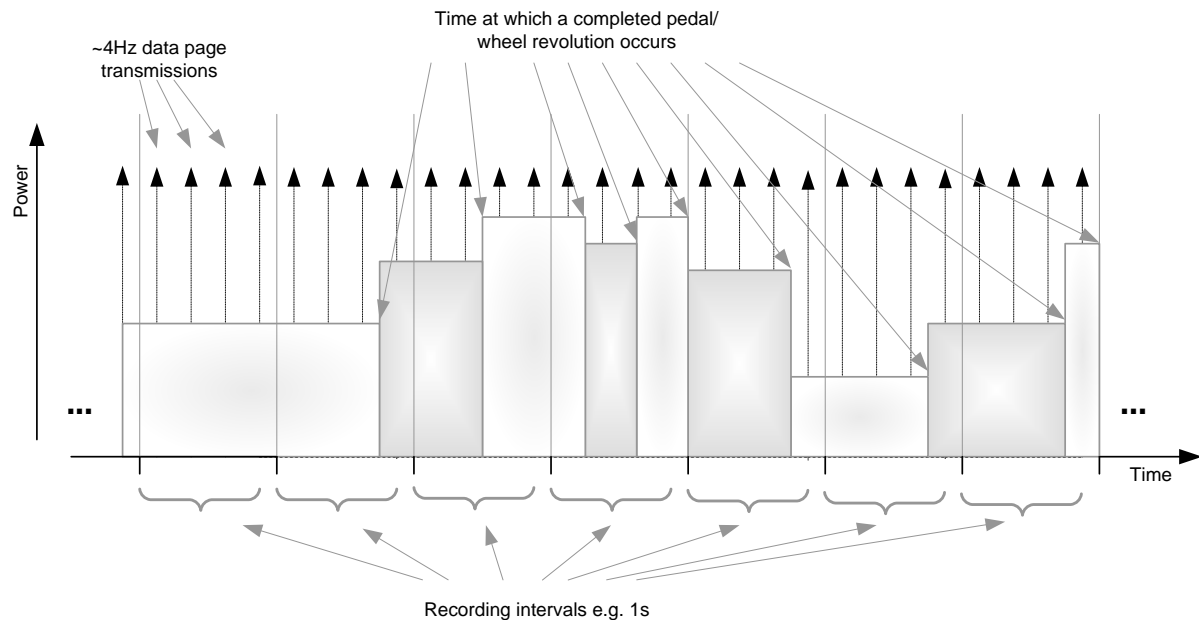 Time at which a completed pedal/
wheel revolution occurs
~4Hz data page
transmissions
Power
...
...
Time
Recording intervals e.g. 1s